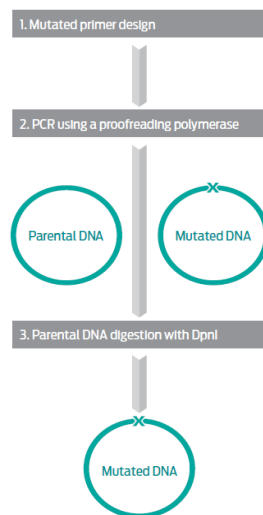 1. Mutated primer design
2. PCR using a proofreading polymerase
Parental DNA
X
Mutated DNA
3. Parental DNA digestion with DpnI
X
Mutated DNA